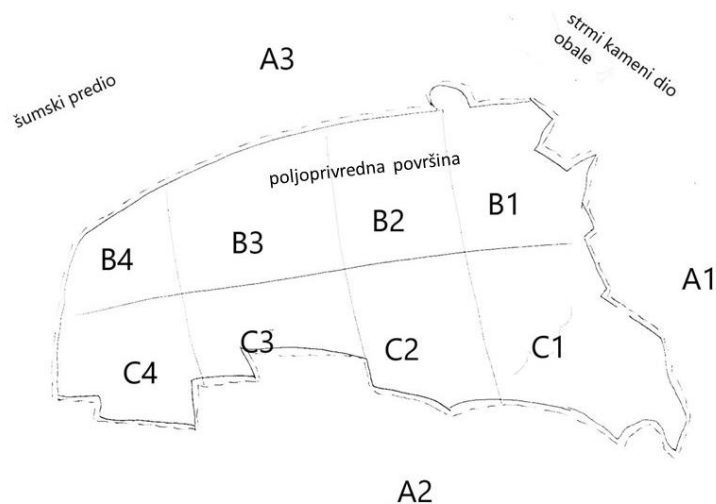 strmi kameni dio
obale
A3
šumski predio
poljoprivredna površina
B1
B2
B3
B4
A1
C3
C2
C1
C4
A2